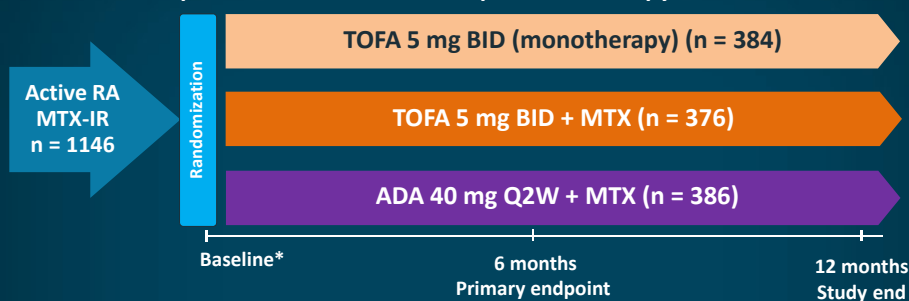 TOFA 5 mg BID (monotherapy) (n = 384)
Active RA
MTX-IR
n = 1146
Randomization
TOFA 5 mg BID + MTX (n = 376)
ADA 40 mg Q2W + MTX (n = 386)
Baseline*
6 months
Primary endpoint
12 months
Study end